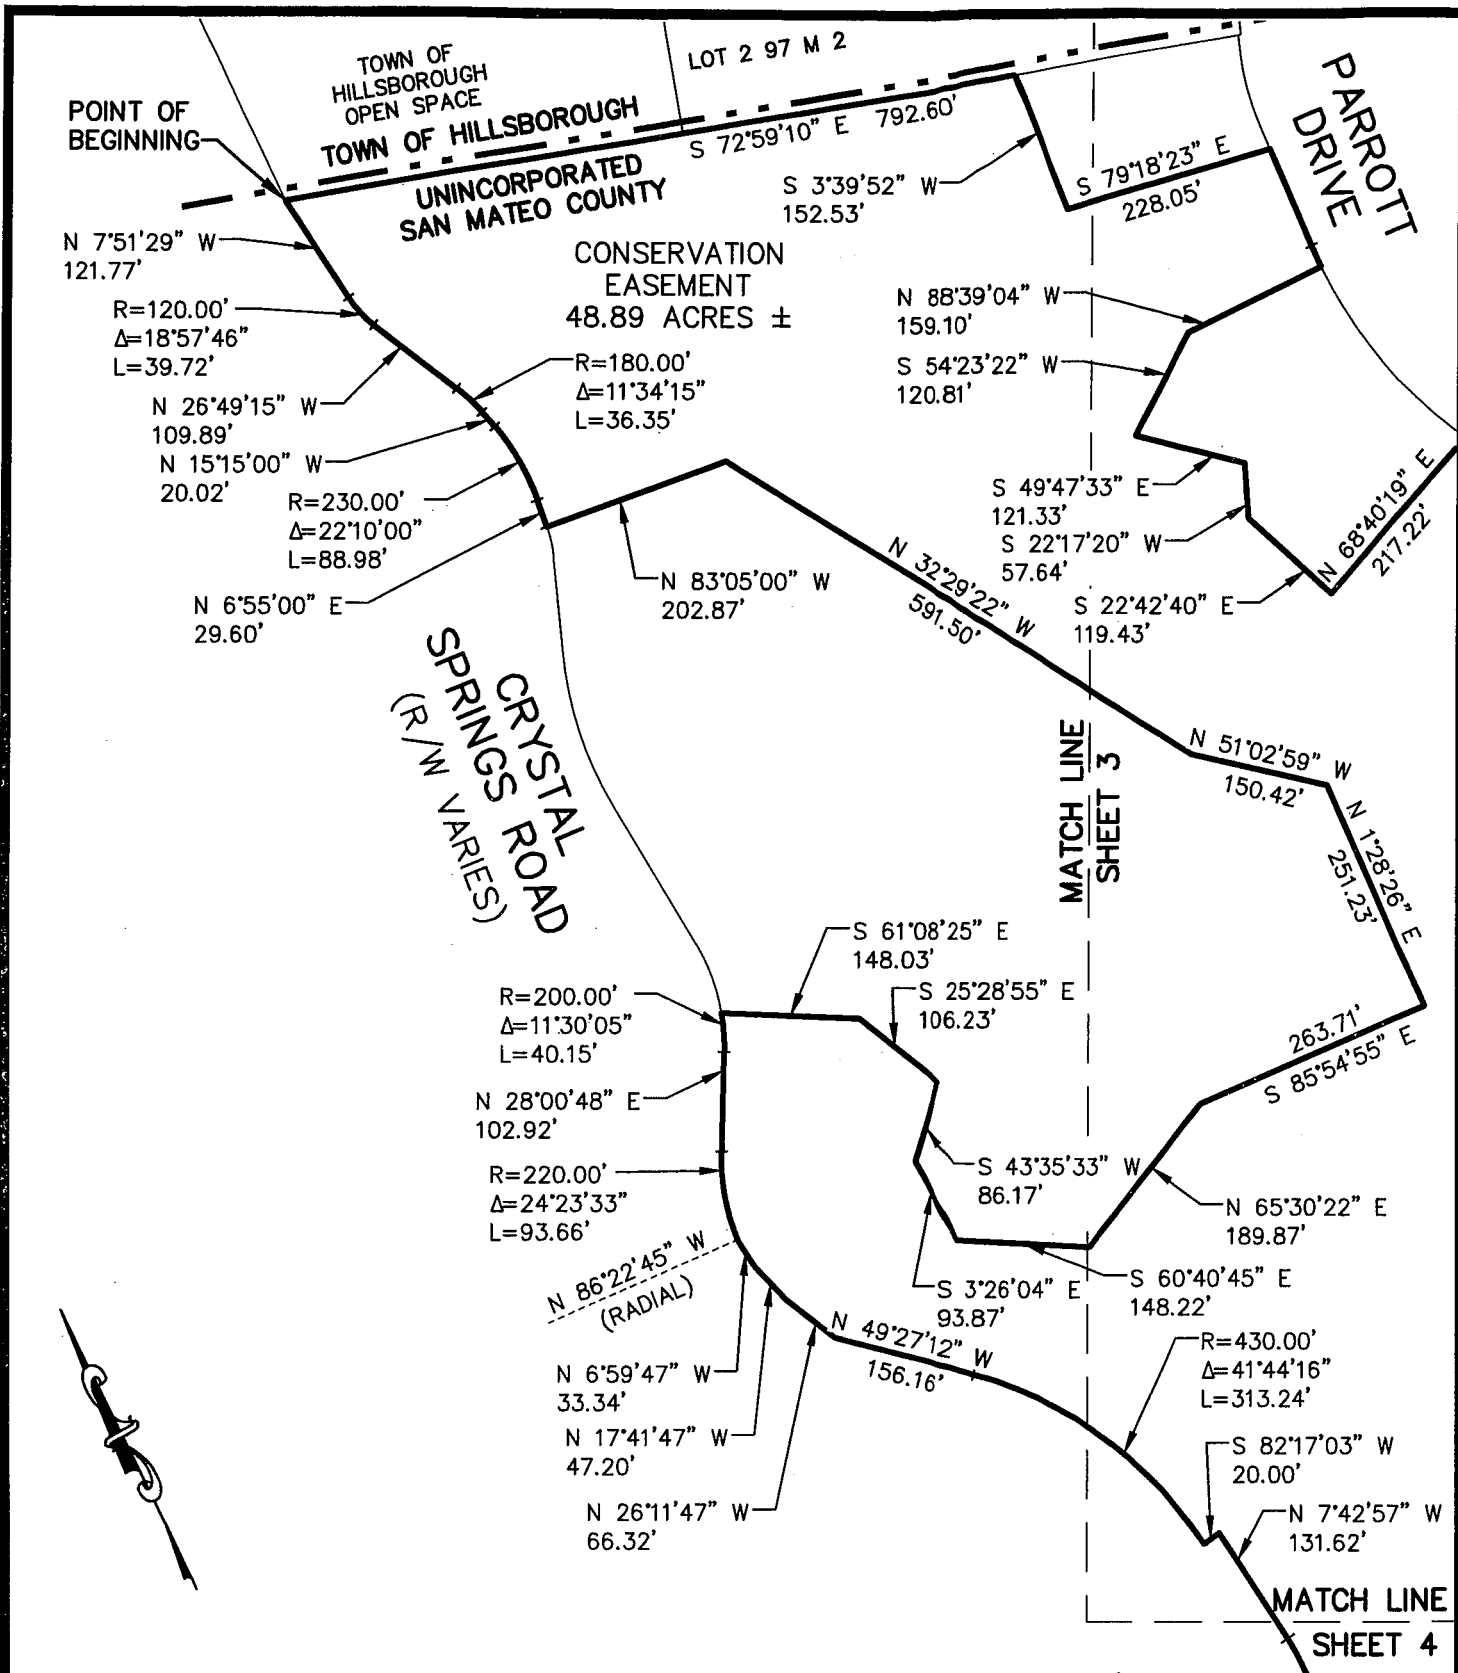 TOWN OF
HILLSBOROUGH
OPEN SPACE
LOT 2 97 M 2
POINT OF
BEGINNING
TOWN OF HILLSBOROUGH
UNINCORPORATED
SAN MATEO COUNTY
S 72°59'10" E 792.60'
PARROTT
DRIVE
S 3°39'52" W
152.53'
S 79°18'23" E
228.05'
N 7°51'29" W
121.77'
CONSERVATION
EASEMENT
48.89 ACRES ±
R=120.00'
Δ=18°57'46"
L=39.72'
N 88°39'04" W
159.10'
S 54°23'22" W
120.81'
R=180.00'
Δ=11°34'15"
L=36.35'
N 26°49'15" W
109.89'
N 15°15'00" W
20.02'
R=230.00'
Δ=22°10'00"
L=88.98'
S 49°47'33" E
121.33'
S 22°17'20" W
57.64'
N 68°40'19" E
217.22'
N 6°55'00" E
29.60'
N 83°05'00" W
202.87'
N 32°29'22" W
591.50'
S 22°42'40" E
119.43'
CRYSTAL
SPRINGS ROAD
(R/W VARIES)
MATCH LINE
SHEET 3
N 51°02'59" W
150.42'
N 1°28'26" E
251.23'
S 61°08'25" E
148.03'
S 25°28'55" E
106.23'
R=200.00'
Δ=11°30'05"
L=40.15'
263.71'
S 85°54'55" E
N 28°00'48" E
102.92'
S 43°35'33" W
86.17'
R=220.00'
Δ=24°23'33"
L=93.66'
N 65°30'22" E
189.87'
N 86°22'45" W
(RADIAL)
S 3°26'04" E
93.87'
S 60°40'45" E
148.22'
N 49°27'12" W
156.16'
R=430.00'
Δ=41°44'16"
L=313.24'
N 6°59'47" W
33.34'
N 17°41'47" W
47.20'
S 82°17'03" W
20.00'
N 26°11'47" W
66.32'
N 7°42'57" W
131.62'
MATCH LINE
SHEET 4